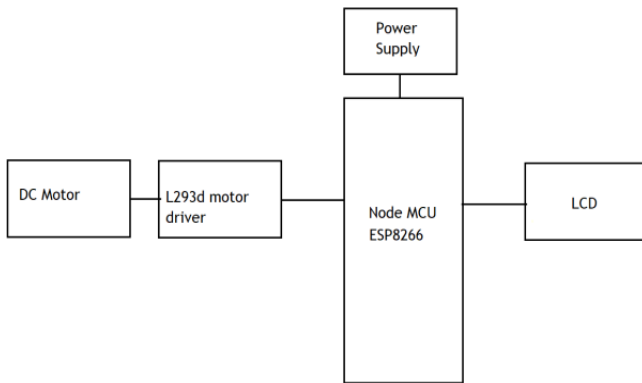 Power
Supply
DC Motor
L293d motor
driver
Node MCU
ESP8266
LCD